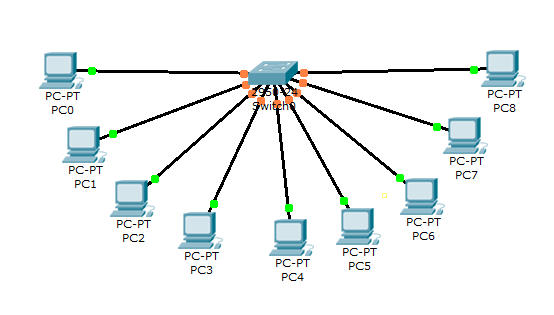 PC-PT
PC0
PC-PT
PC1
PC-PT
PC2
PC-PT
PC3
PC-PT
PC4
PC-PT
PC5
PC-PT
PC6
PC-PT
PC7
PC-PT
PC8
2950-24
Switch0